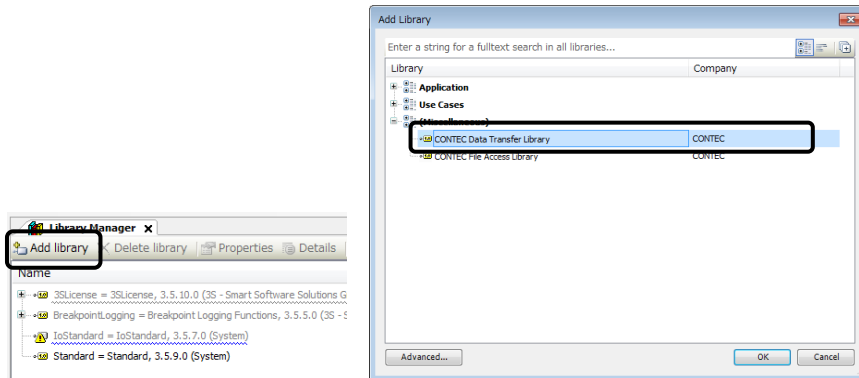 Add Library
Enter a string for a fulltext search in all libraries...
Library Company
Application
Use Cases
(Miscellaneous)
CONTEC Data Transfer Library CONTEC
CONTEC File Access Library CONTEC
Advanced... OK Cancel
Library Manager
Add library Delete library Properties Details
Name
3SLicense = 3SLicense, 3.5.10.0 (3S - Smart Software Solutions G
BreakpointLogging = Breakpoint Logging Functions, 3.5.5.0 (3S - S
IoStandard = IoStandard, 3.5.7.0 (System)
Standard = Standard, 3.5.9.0 (System)